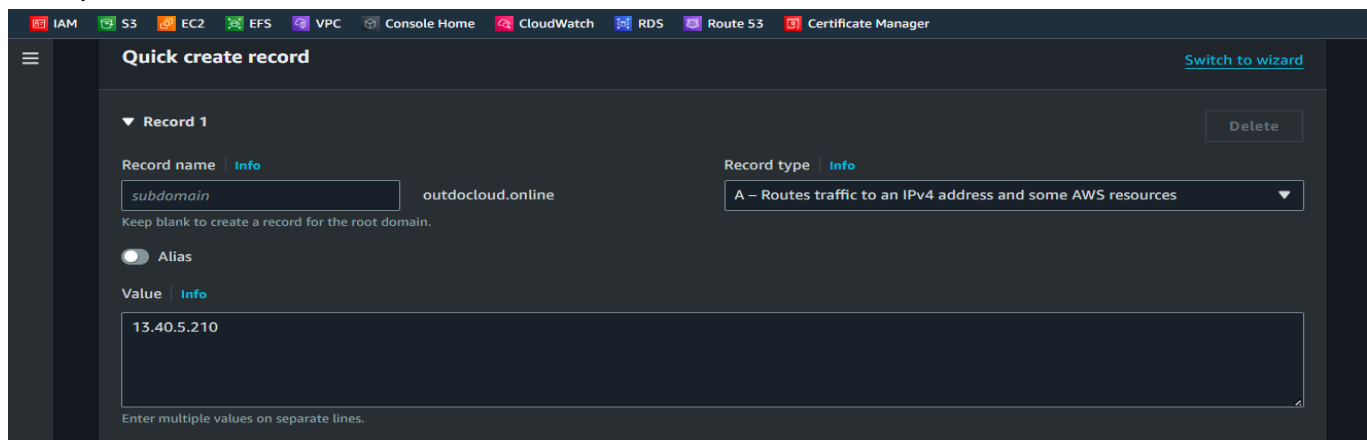 IAM S3 EC2 EFS VPC Console Home CloudWatch RDS Route 53 Certificate Manager
Quick create record Switch to wizard
Record 1 Delete
Record name Info Record type Info
subdomain outdocloud.online A – Routes traffic to an IPv4 address and some AWS resources
Keep blank to create a record for the root domain.
Alias
Value Info
13.40.5.210
Enter multiple values on separate lines.